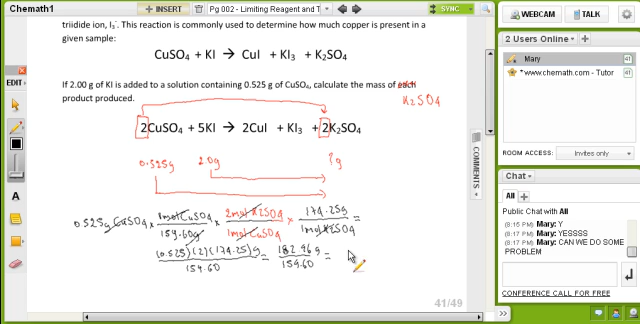 Chemath1
INSERT
Pg 002 - Limiting Reagent and T
SYNC
WEBCAM
TALK
triidide ion, I₃⁻. This reaction is commonly used to determine how much copper is present in a
given sample:
CuSO₄ + KI → CuI + KI₃ + K₂SO₄
If 2.00 g of KI is added to a solution containing 0.525 g of CuSO₄, calculate the mass of each
product produced.
K2SO4
2CuSO₄ + 5KI → 2CuI + KI₃ + 2K₂SO₄
0.525g 2.0g ?g
0.525g CuSO4 × 1mol CuSO4 / 159.60g × 2mol K2SO4 / 1mol CuSO4 × 174.25g / 1mol K2SO4 =
(0.525)(2)(174.25)g / 159.60 = 182.96g / 159.60 =
41/49
EDIT
A
COMMENTS
2 Users Online
Mary
*www.chemath.com - Tutor
ROOM ACCESS:
Invites only
Chat
All
Public Chat with All
(8:15 PM) Mary: Y
(8:17 PM) Mary: YESSSS
(8:17 PM) Mary: CAN WE DO SOME
PROBLEM
CONFERENCE CALL FOR FREE
All